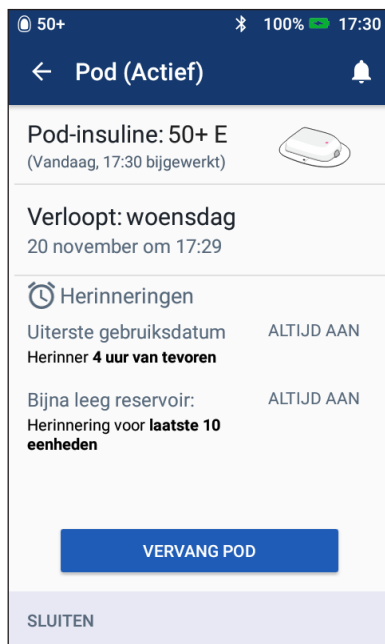 50+ 100% 17:30
Pod (Actief)
Pod-insuline: 50+ E
(Vandaag, 17:30 bijgewerkt)
Verloopt: woensdag
20 november om 17:29
Herinneringen
Uiterste gebruiksdatum ALTIJD AAN
Herinner 4 uur van tevoren
Bijna leeg reservoir: ALTIJD AAN
Herinnering voor laatste 10
eenheden
VERVANG POD
SLUITEN